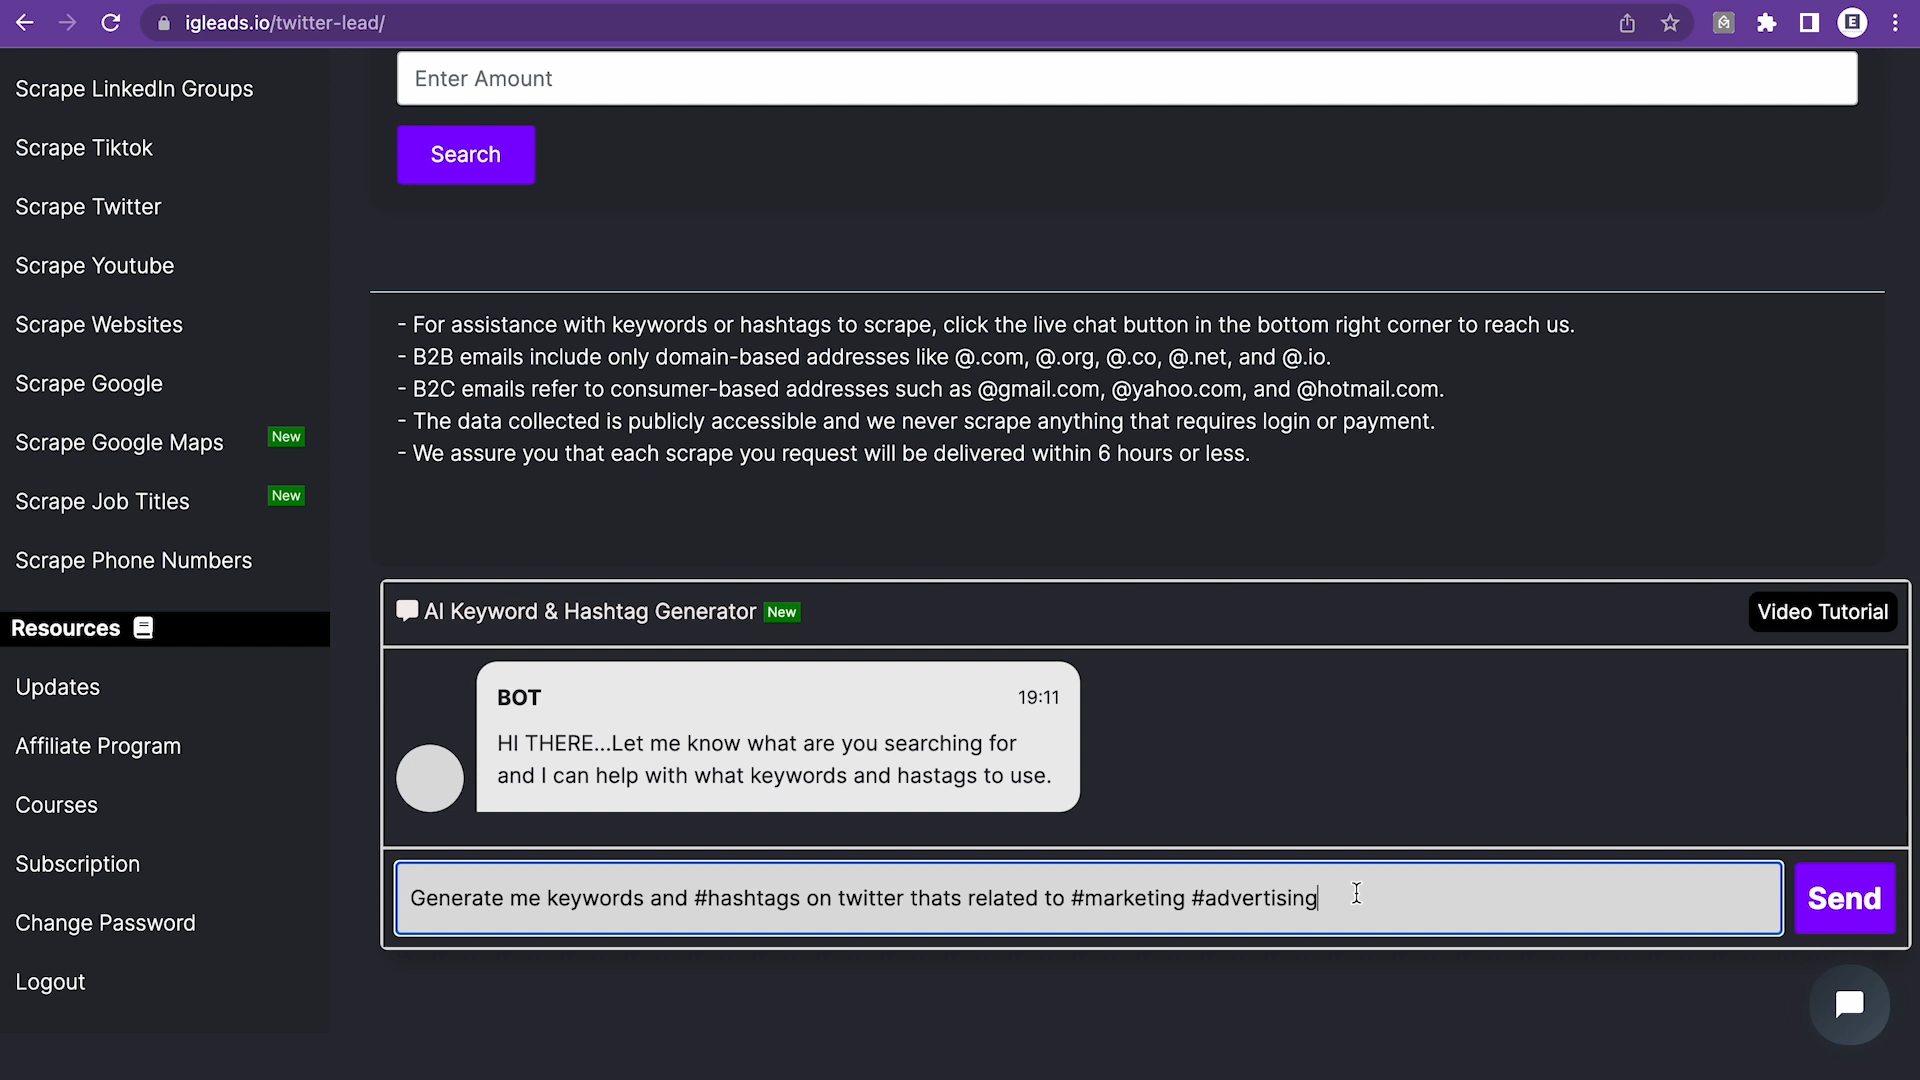 igleads.io/twitter-lead/
E
Scrape LinkedIn Groups
Scrape Tiktok
Scrape Twitter
Scrape Youtube
Scrape Websites
Scrape Google
Scrape Google Maps New
Scrape Job Titles New
Scrape Phone Numbers
Resources
Updates
Affiliate Program
Courses
Subscription
Change Password
Logout
Enter Amount
Search
- For assistance with keywords or hashtags to scrape, click the live chat button in the bottom right corner to reach us.
- B2B emails include only domain-based addresses like @.com, @.org, @.co, @.net, and @.io.
- B2C emails refer to consumer-based addresses such as @gmail.com, @yahoo.com, and @hotmail.com.
- The data collected is publicly accessible and we never scrape anything that requires login or payment.
- We assure you that each scrape you request will be delivered within 6 hours or less.
AI Keyword & Hashtag Generator New
Video Tutorial
BOT 19:11
HI THERE...Let me know what are you searching for
and I can help with what keywords and hastags to use.
Generate me keywords and #hashtags on twitter thats related to #marketing #advertising
Send